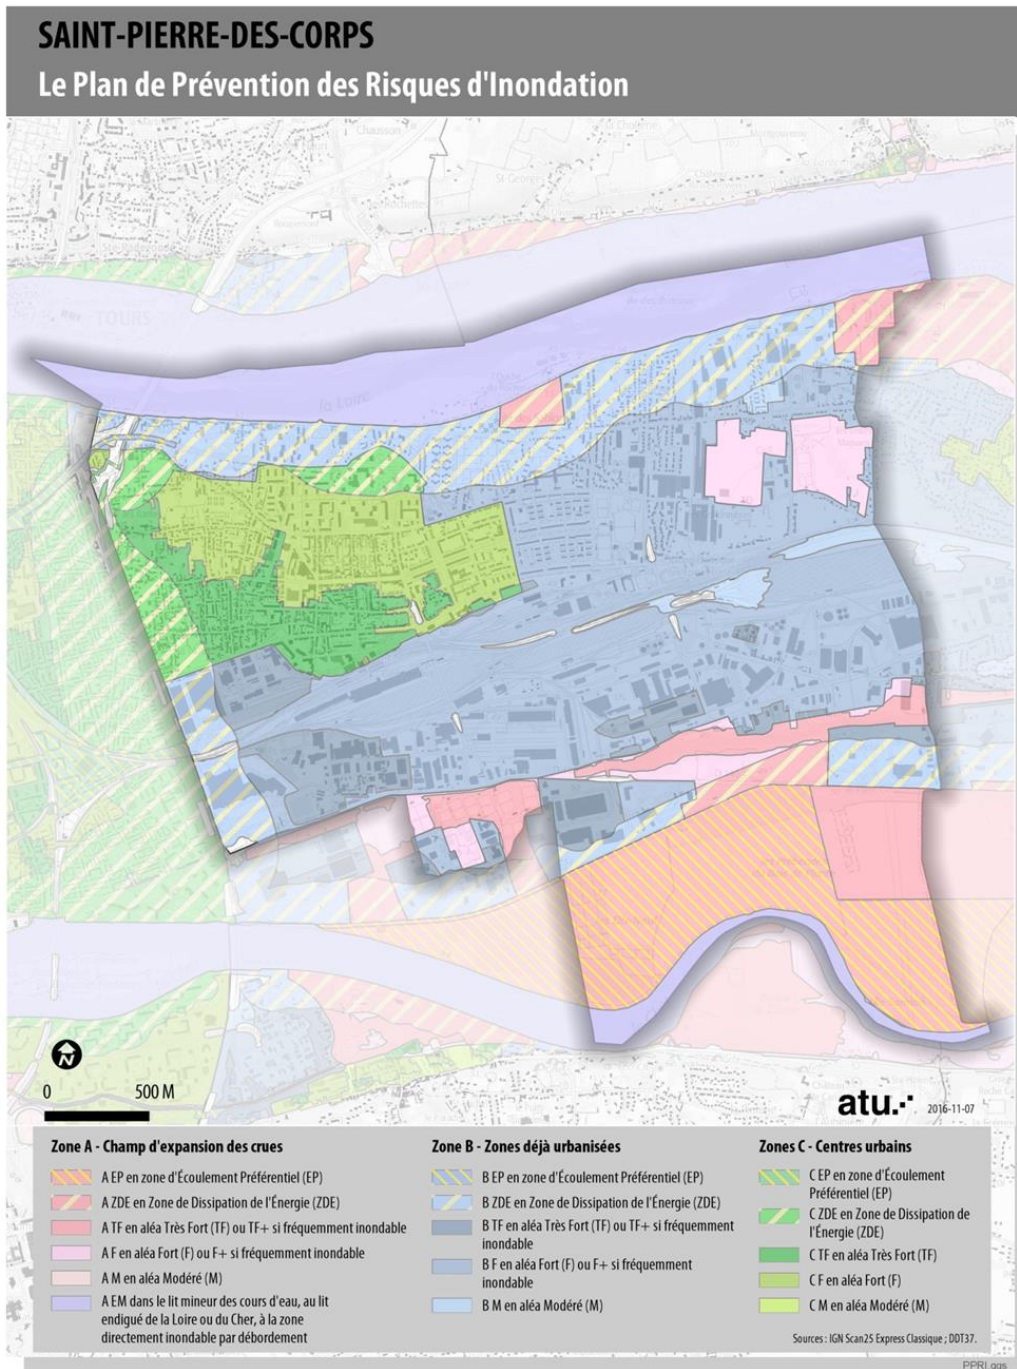 SAINT-PIERRE-DES-CORPS
Le Plan de Prévention des Risques d'Inondation
Chausson
St-Georges
TOURS
la Loire
N
0 500 M
atu.
2016-11-07
Zone A - Champ d'expansion des crues
A EP en zone d'Écoulement Préférentiel (EP)
A ZDE en Zone de Dissipation de l'Énergie (ZDE)
A TF en aléa Très Fort (TF) ou TF+ si fréquemment inondable
A F en aléa Fort (F) ou F+ si fréquemment inondable
A M en aléa Modéré (M)
A EM dans le lit mineur des cours d'eau, au lit
endigué de la Loire ou du Cher, à la zone
directement inondable par débordement
Zone B - Zones déjà urbanisées
B EP en zone d'Écoulement Préférentiel (EP)
B ZDE en Zone de Dissipation de l'Énergie (ZDE)
B TF en aléa Très Fort (TF) ou TF+ si fréquemment
inondable
B F en aléa Fort (F) ou F+ si fréquemment
inondable
B M en aléa Modéré (M)
Zones C - Centres urbains
C EP en zone d'Écoulement
Préférentiel (EP)
C ZDE en Zone de Dissipation de
l'Énergie (ZDE)
C TF en aléa Très Fort (TF)
C F en aléa Fort (F)
C M en aléa Modéré (M)
Sources : IGN Scan25 Express Classique ; DDT37.
PPRI.qgs